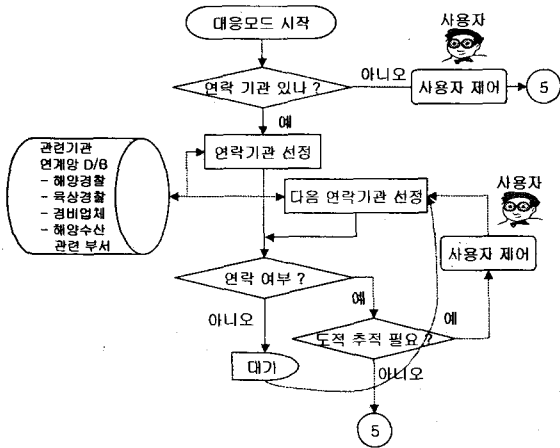 대응모드 시작
사용자
연락 기관 있나 ?
아니오
사용자 제어
5
예
관련기관
연계망 D/B
- 해양경찰
- 육상경찰
- 경비업체
- 해양수산
관련 부서
연락기관 선정
다음 연락기관 선정
사용자
사용자 제어
연락 여부 ?
예
아니오
도적 추적 필요 ?
예
대기
아니오
5